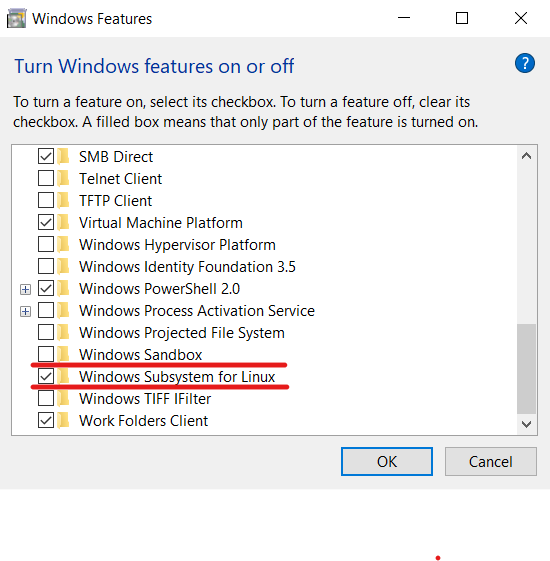 Windows Features
Turn Windows features on or off
?
To turn a feature on, select its checkbox. To turn a feature off, clear its
checkbox. A filled box means that only part of the feature is turned on.
SMB Direct
Telnet Client
TFTP Client
Virtual Machine Platform
Windows Hypervisor Platform
Windows Identity Foundation 3.5
Windows PowerShell 2.0
Windows Process Activation Service
Windows Projected File System
Windows Sandbox
Windows Subsystem for Linux
Windows TIFF IFilter
Work Folders Client
OK Cancel